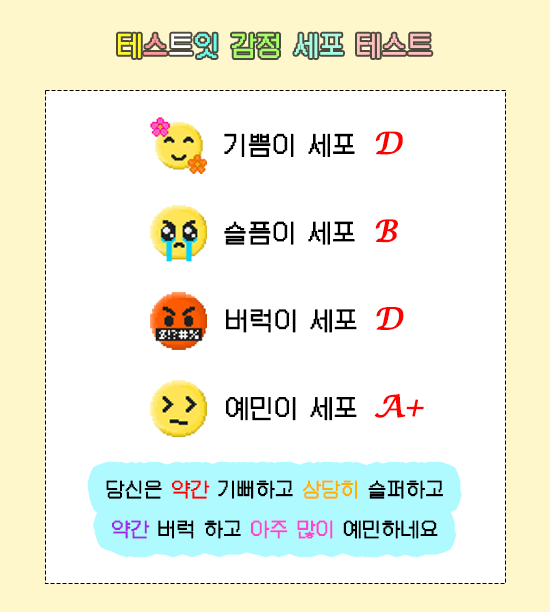 테스트잇 감정 세포 테스트
기쁨이 세포 D
슬픔이 세포 B
버럭이 세포 D
$!?#%
예민이 세포 A+
당신은 약간 기뻐하고 상당히 슬퍼하고
약간 버럭 하고 아주 많이 예민하네요